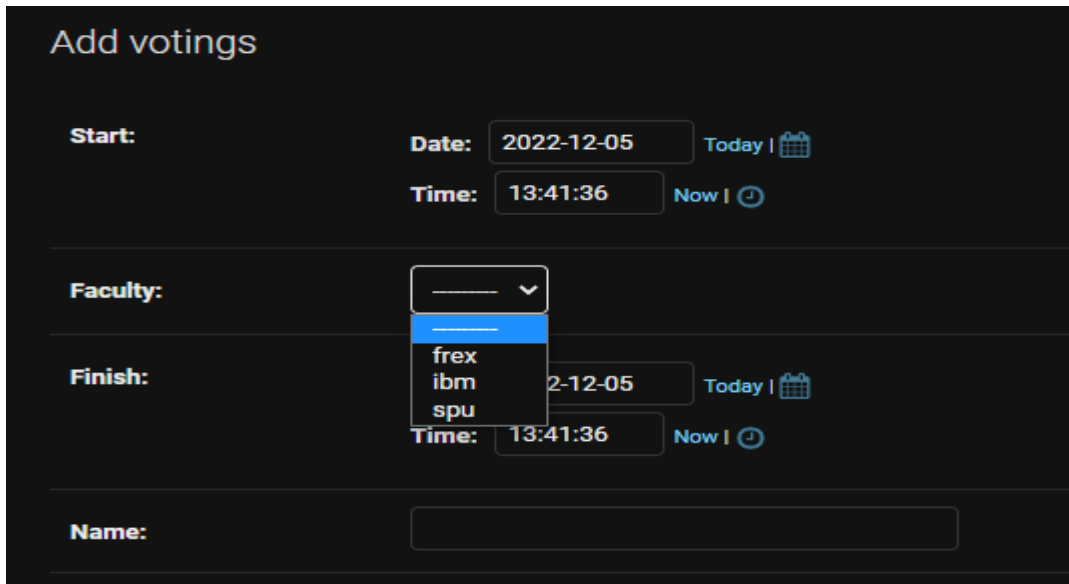 Add votings
Start:
Date: 2022-12-05 Today |
Time: 13:41:36 Now |
Faculty:
---------
---------
frex
ibm
spu
Finish:
2-12-05 Today |
Time: 13:41:36 Now |
Name: